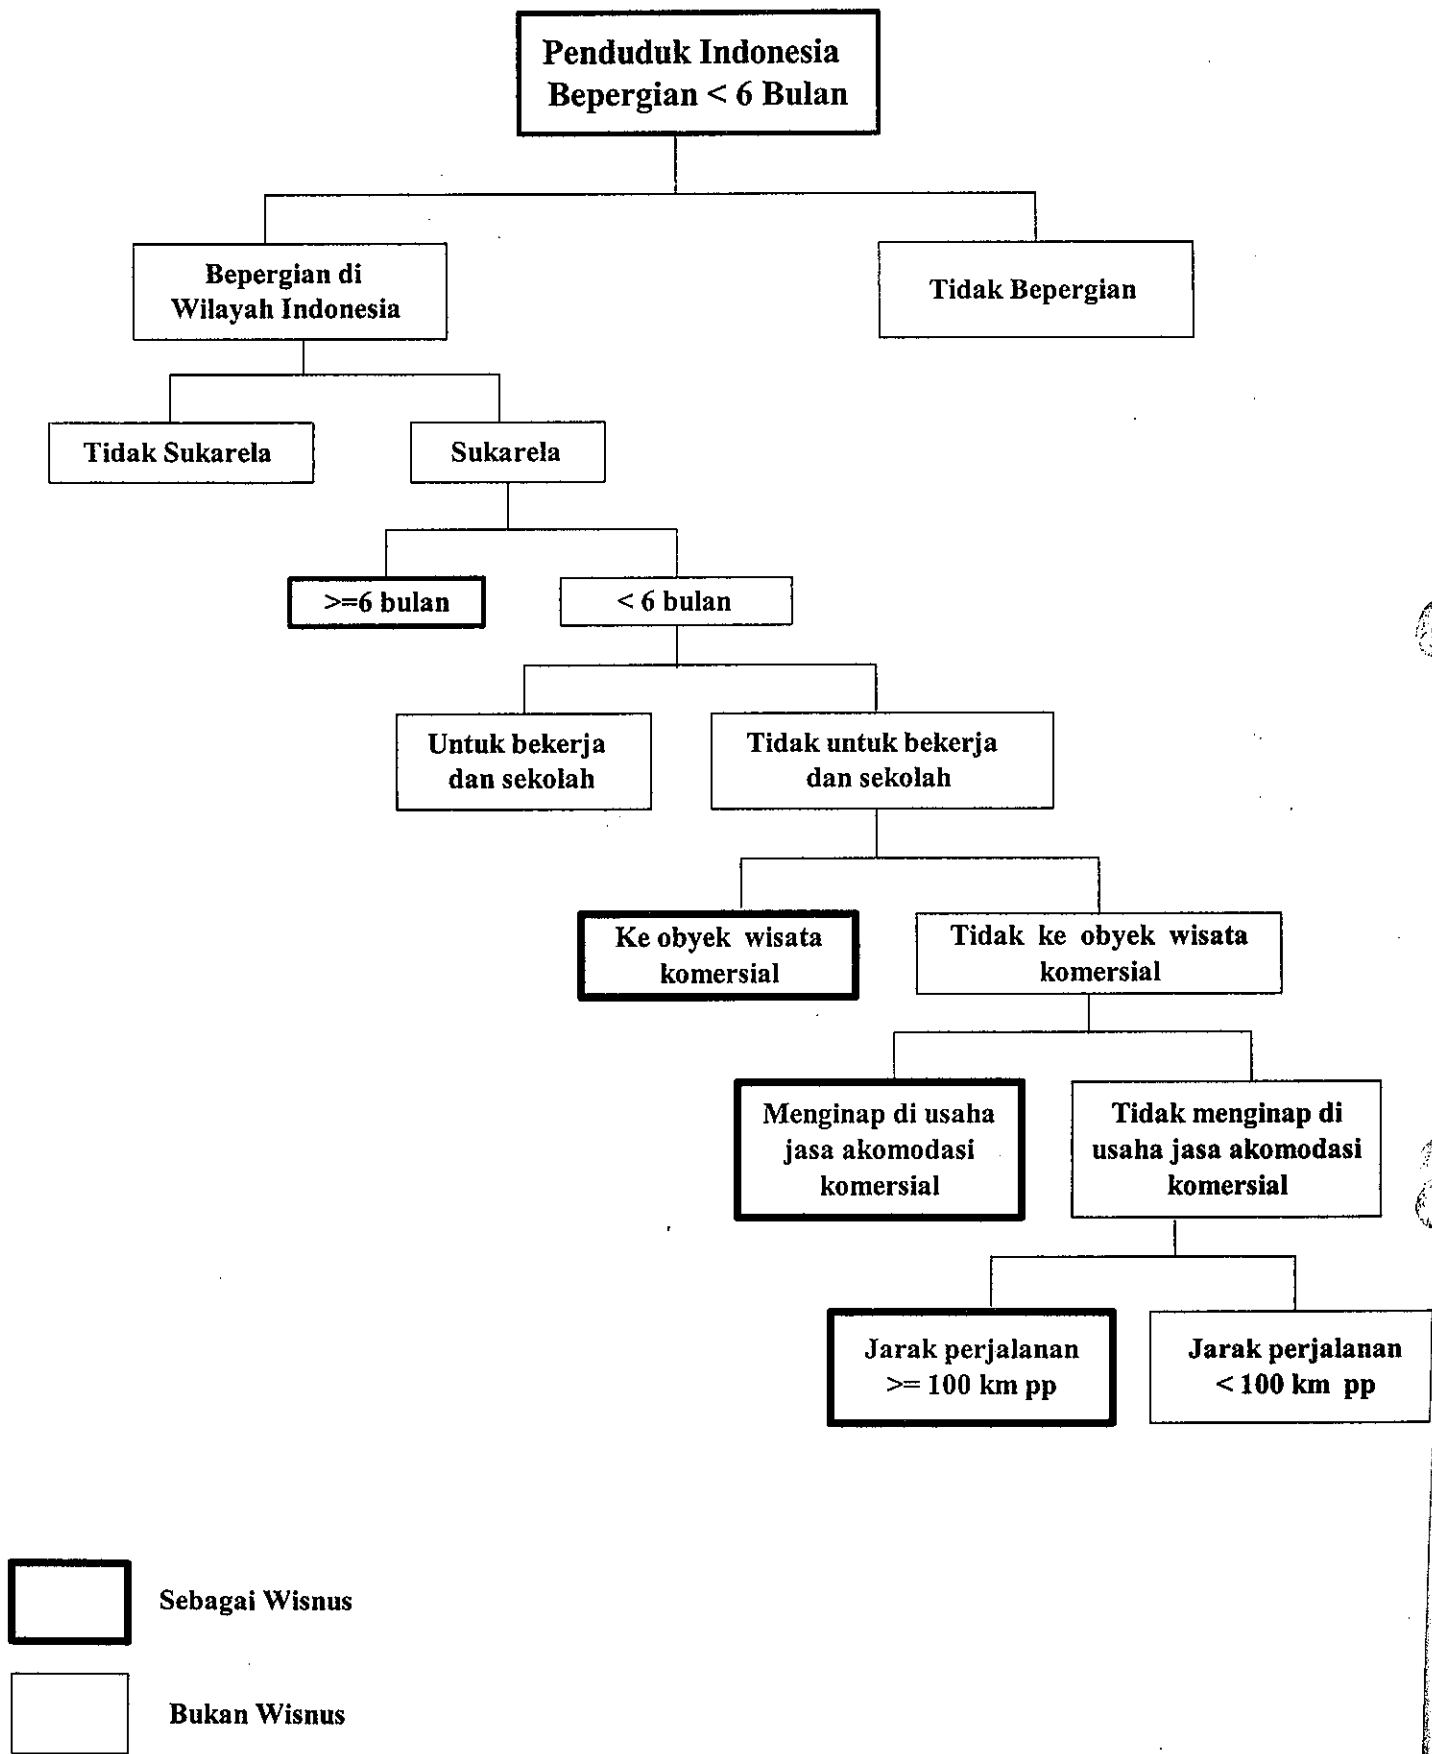 Penduduk Indonesia
Bepergian < 6 Bulan
Bepergian di
Wilayah Indonesia
Tidak Bepergian
Tidak Sukarela
Sukarela
>=6 bulan
< 6 bulan
Untuk bekerja
dan sekolah
Tidak untuk bekerja
dan sekolah
Ke obyek wisata
komersial
Tidak ke obyek wisata
komersial
Menginap di usaha
jasa akomodasi
komersial
Tidak menginap di
usaha jasa akomodasi
komersial
Jarak perjalanan
>= 100 km pp
Jarak perjalanan
< 100 km pp
Sebagai Wisnus
Bukan Wisnus